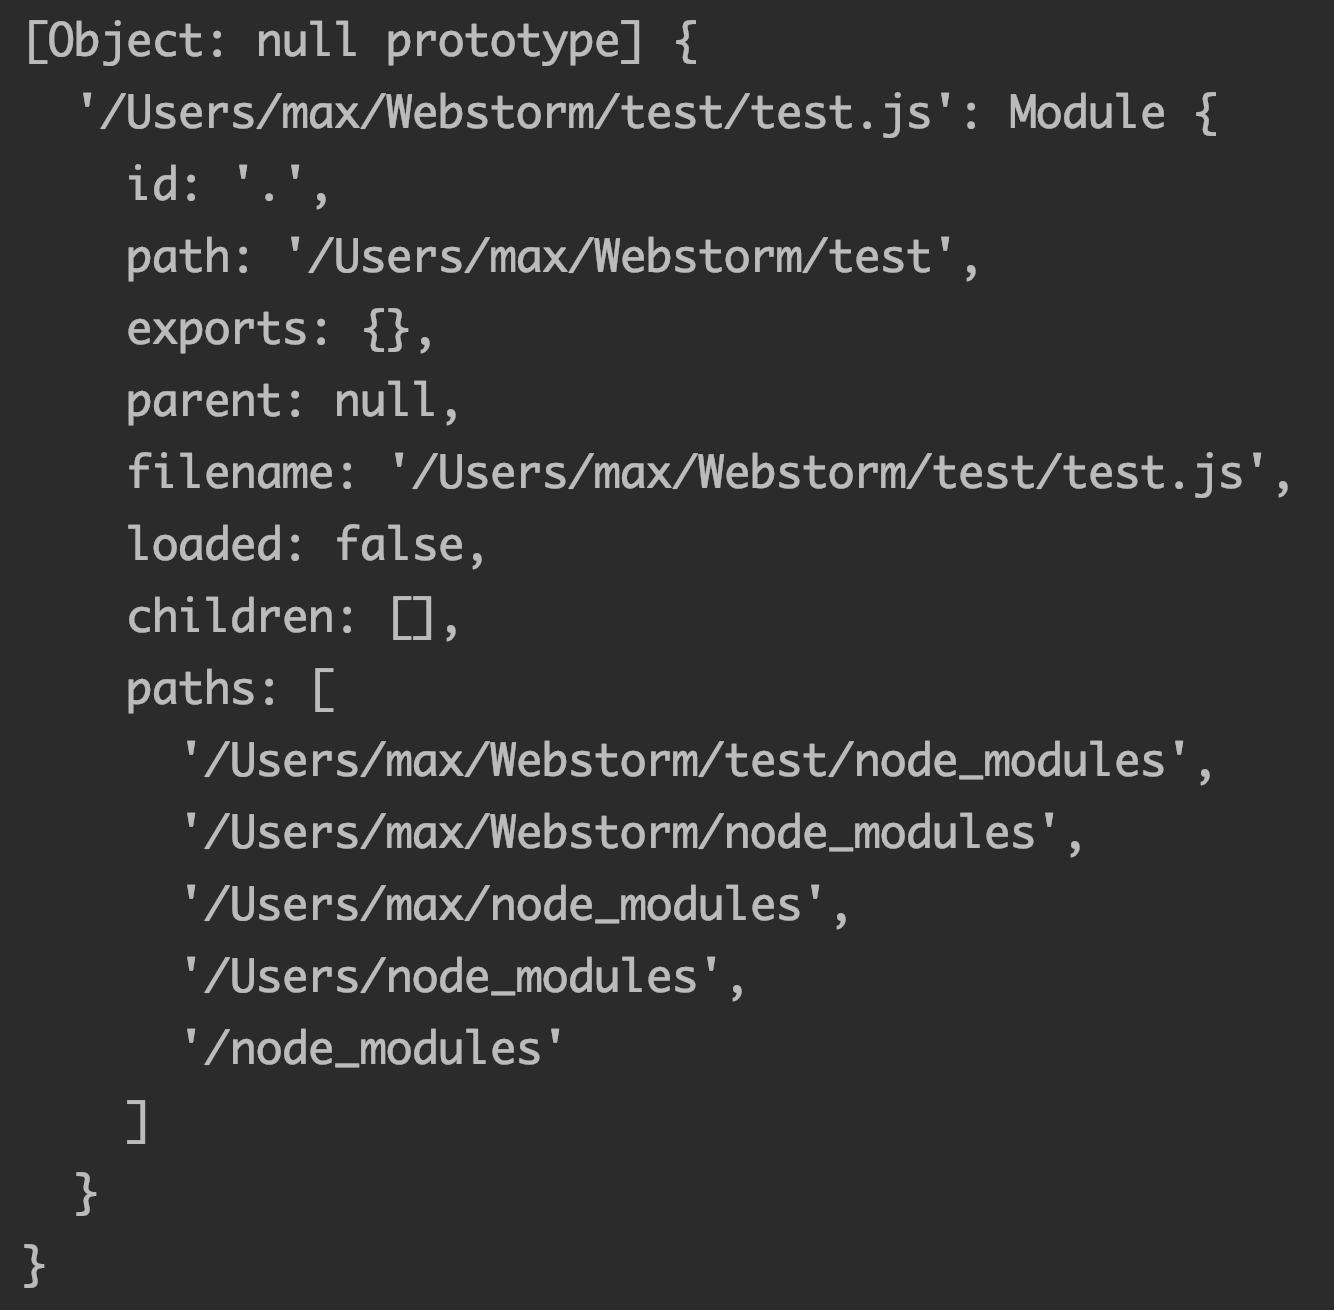 [Object: null prototype] {
  '/Users/max/Webstorm/test/test.js': Module {
    id: '.',
    path: '/Users/max/Webstorm/test',
    exports: {},
    parent: null,
    filename: '/Users/max/Webstorm/test/test.js',
    loaded: false,
    children: [],
    paths: [
      '/Users/max/Webstorm/test/node_modules',
      '/Users/max/Webstorm/node_modules',
      '/Users/max/node_modules',
      '/Users/node_modules',
      '/node_modules'
    ]
  }
}